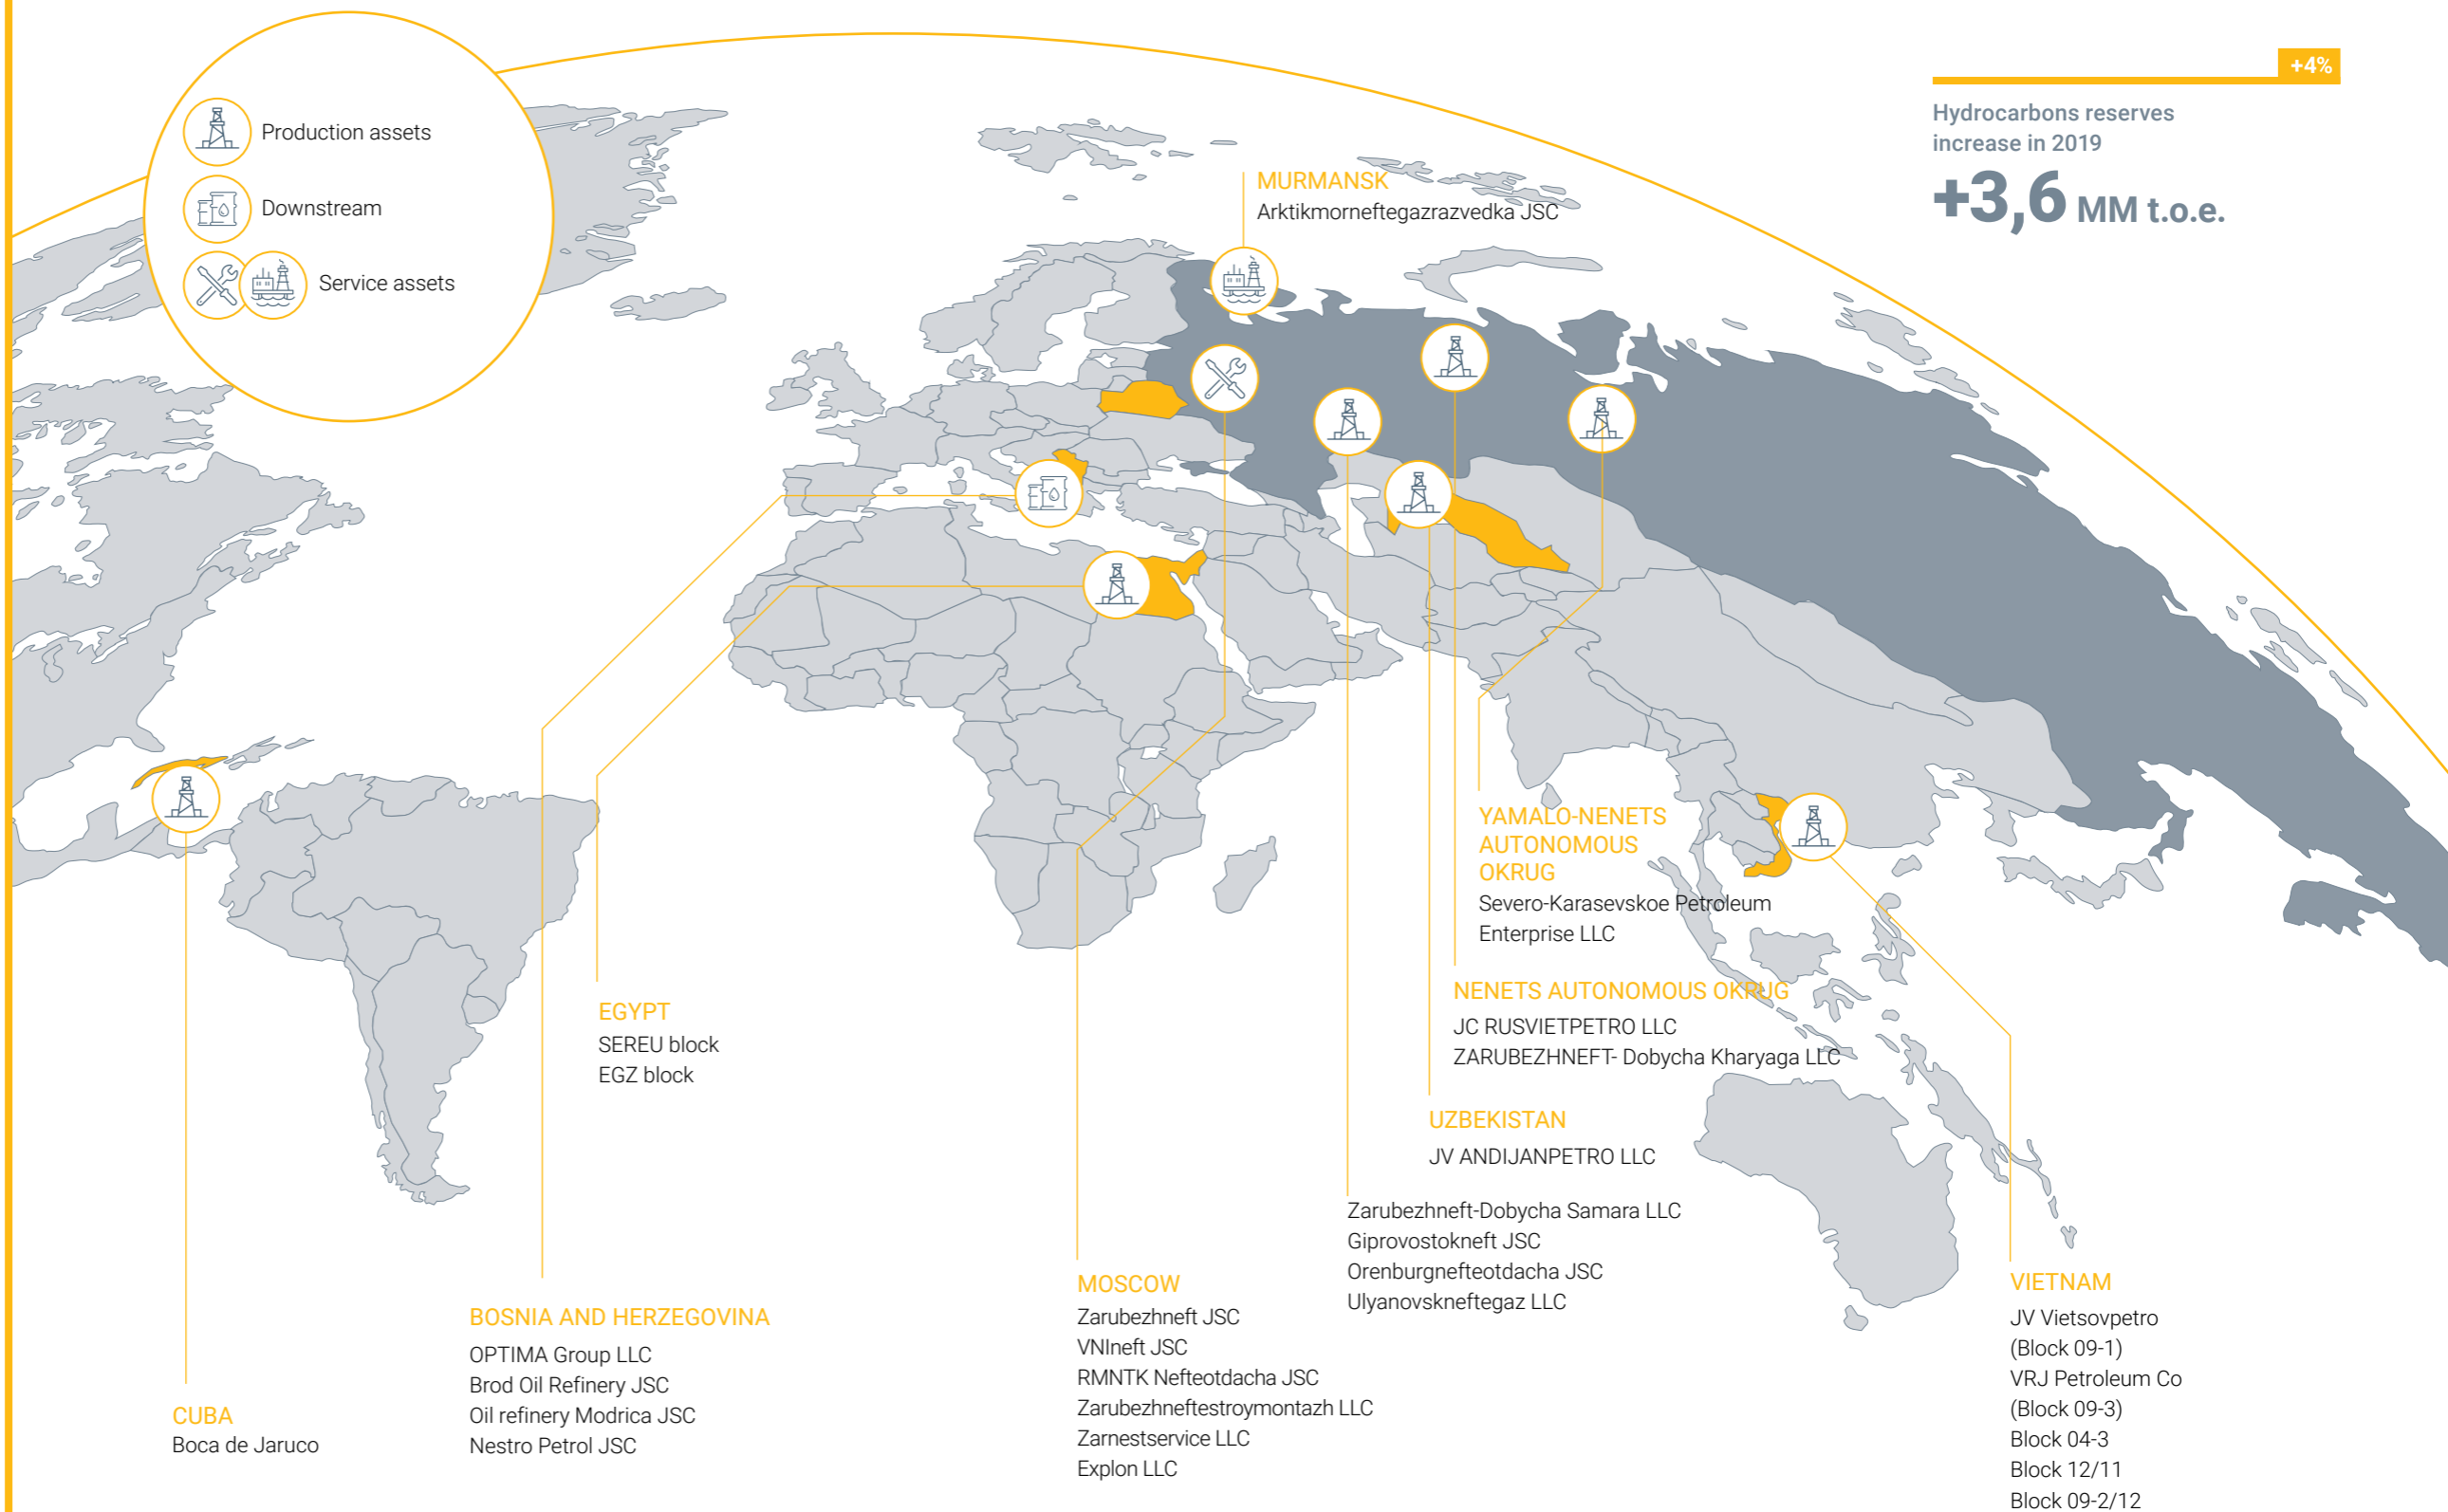 +4%
Hydrocarbons reserves
increase in 2019
+3,6 MM t.o.e.
Production assets
Downstream
Service assets
MURMANSK
Arktikmorneftegazrazvedka JSC
YAMALO-NENETS
AUTONOMOUS
OKRUG
Severo-Karasevskoe Petroleum
Enterprise LLC
NENETS AUTONOMOUS OKRUG
JC RUSVIETPETRO LLC
ZARUBEZHNEFT- Dobycha Kharyaga LLC
EGYPT
SEREU block
EGZ block
UZBEKISTAN
JV ANDIJANPETRO LLC
Zarubezhneft-Dobycha Samara LLC
Giprovostokneft JSC
Orenburgnefteotdacha JSC
Ulyanovskneftegaz LLC
CUBA
Boca de Jaruco
BOSNIA AND HERZEGOVINA
OPTIMA Group LLC
Brod Oil Refinery JSC
Oil refinery Modrica JSC
Nestro Petrol JSC
MOSCOW
Zarubezhneft JSC
VNIneft JSC
RMNTK Nefteotdacha JSC
Zarubezhneftestroymontazh LLC
Zarnestservice LLC
Explon LLC
VIETNAM
JV Vietsovpetro
(Block 09-1)
VRJ Petroleum Co
(Block 09-3)
Block 04-3
Block 12/11
Block 09-2/12